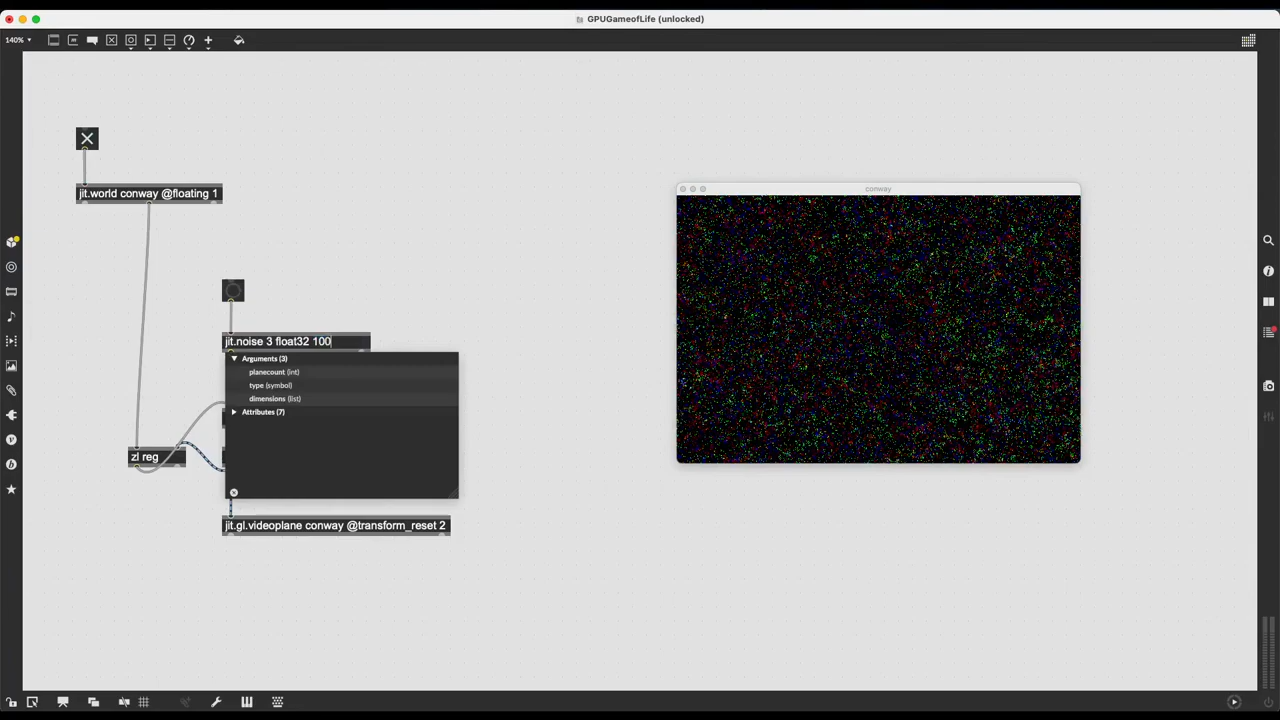 GPUGameofLife (unlocked)
140%
jit.world conway @floating 1
conway
jit.noise 3 float32 100
Arguments (3)
planecount (int)
type (symbol)
dimensions (list)
Attributes (7)
zl reg
jit.gl.videoplane conway @transform_reset 2